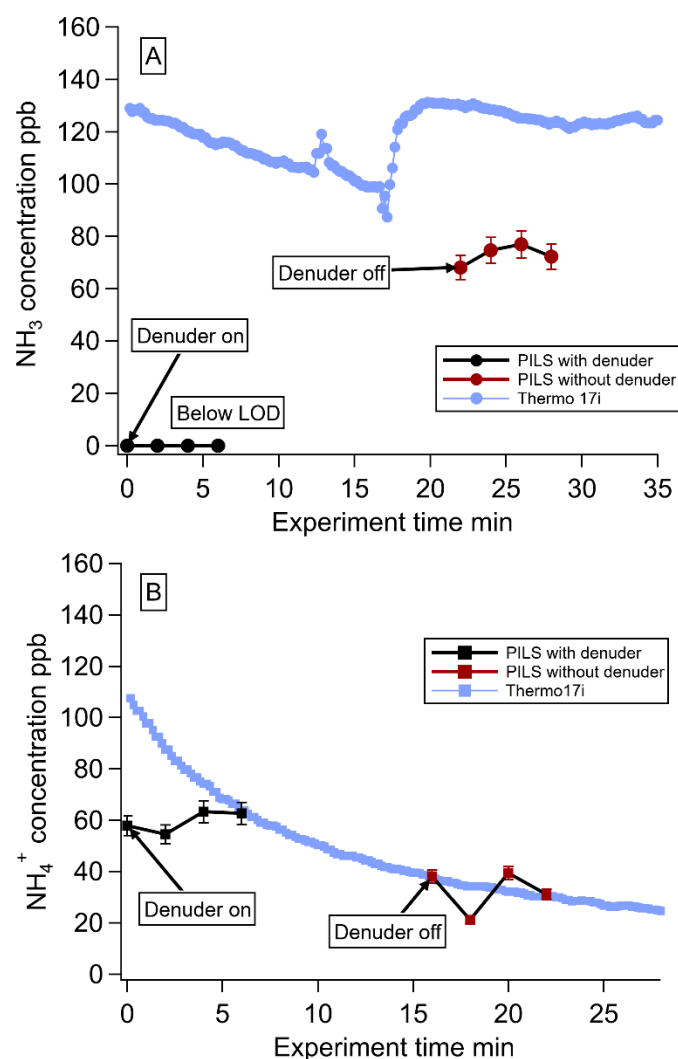 A
160
140
120
100
80
60
40
20
0
NH₃ concentration ppb
Denuder off
Denuder on
Below LOD
PILS with denuder
PILS without denuder
Thermo 17i
0 5 10 15 20 25 30 35
Experiment time min
B
160
140
120
100
80
60
40
20
0
NH₄⁺ concentration ppb
PILS with denuder
PILS without denuder
Thermo17i
Denuder on
Denuder off
0 5 10 15 20 25
Experiment time min